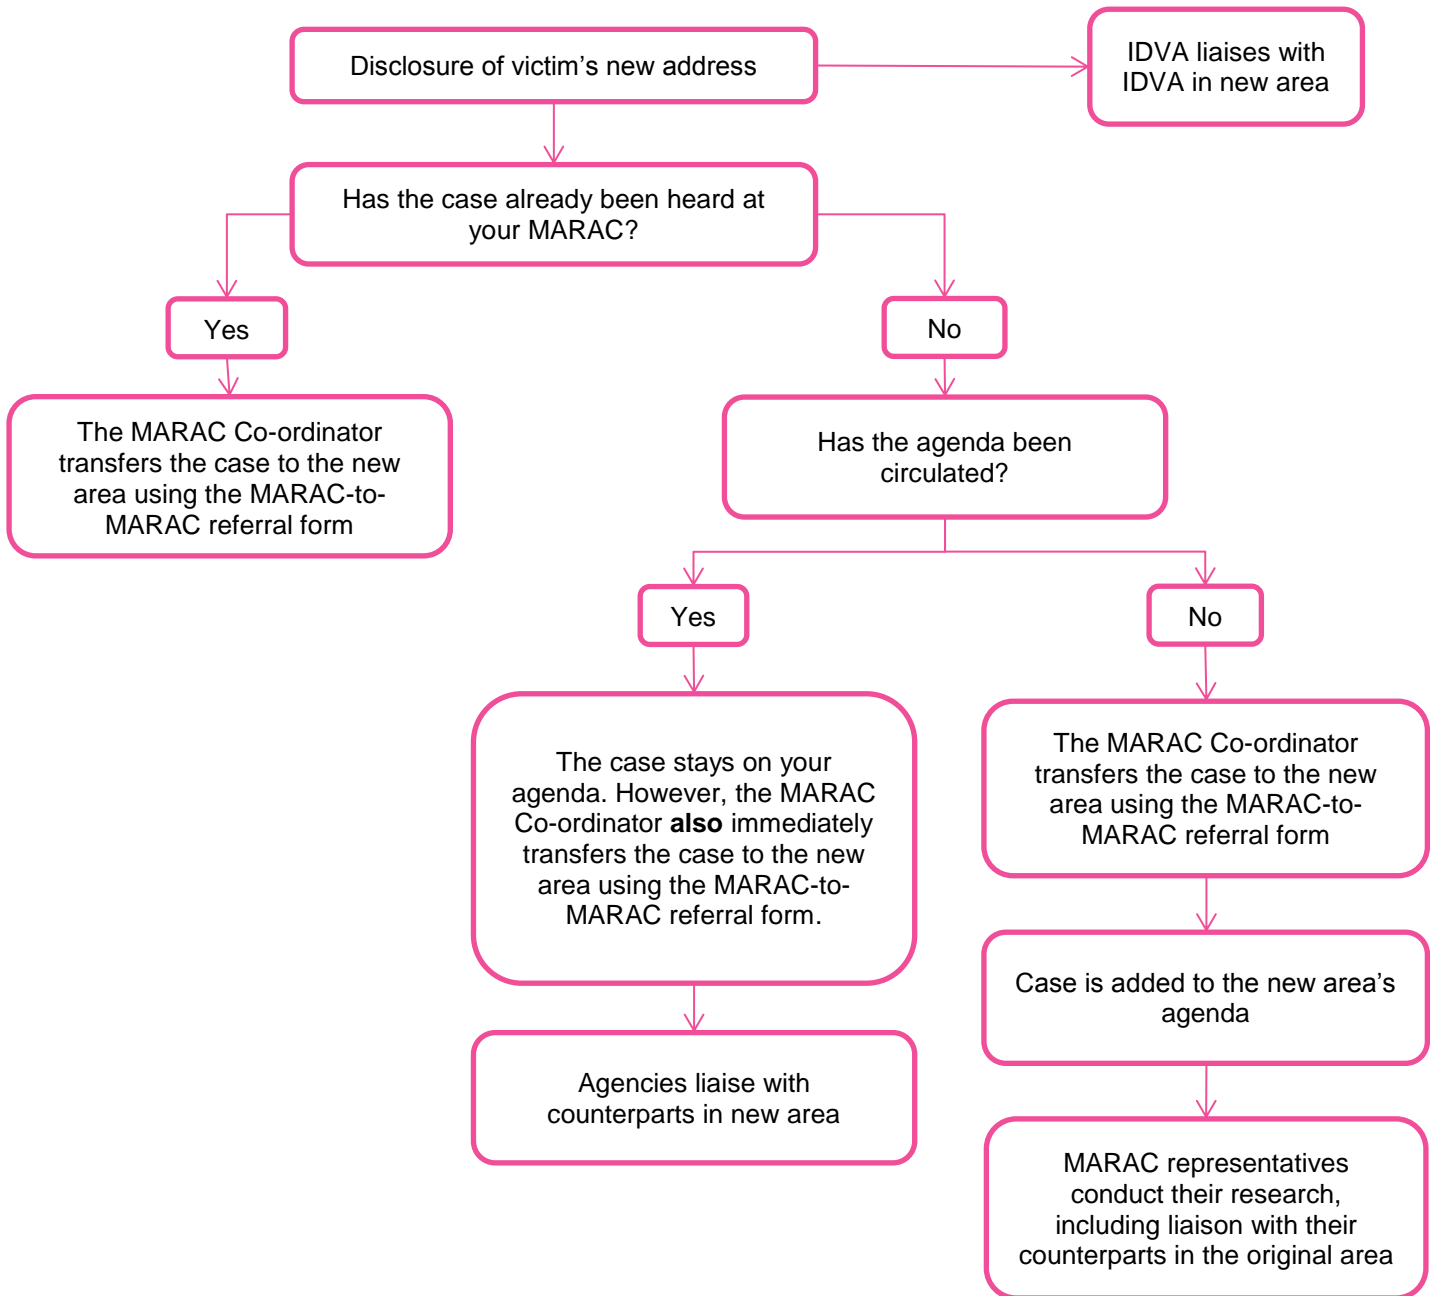 Disclosure of victim’s new address
IDVA liaises with
IDVA in new area
Has the case already been heard at
your MARAC?
Yes
No
The MARAC Co-ordinator
transfers the case to the new
area using the MARAC-to-
MARAC referral form
Has the agenda been
circulated?
Yes
No
The case stays on your
agenda. However, the MARAC
Co-ordinator also immediately
transfers the case to the new
area using the MARAC-to-
MARAC referral form.
The MARAC Co-ordinator
transfers the case to the new
area using the MARAC-to-
MARAC referral form
Case is added to the new area’s
agenda
Agencies liaise with
counterparts in new area
MARAC representatives
conduct their research,
including liaison with their
counterparts in the original area